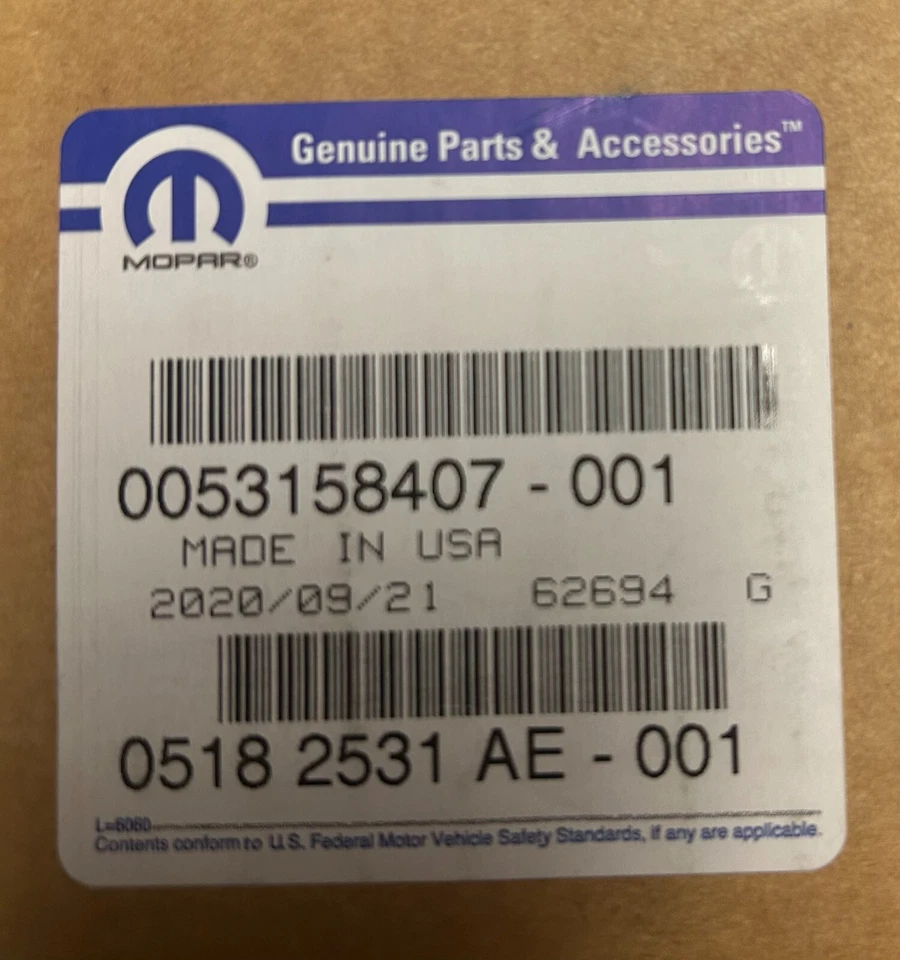 Genuine Parts & Accessories™
MOPAR®
0053158407 - 001
MADE IN USA
2020/09/21 62694 G
0518 2531 AE - 001
L=6060
Contents conform to U.S. Federal Motor Vehicle Safety Standards, if any are applicable.